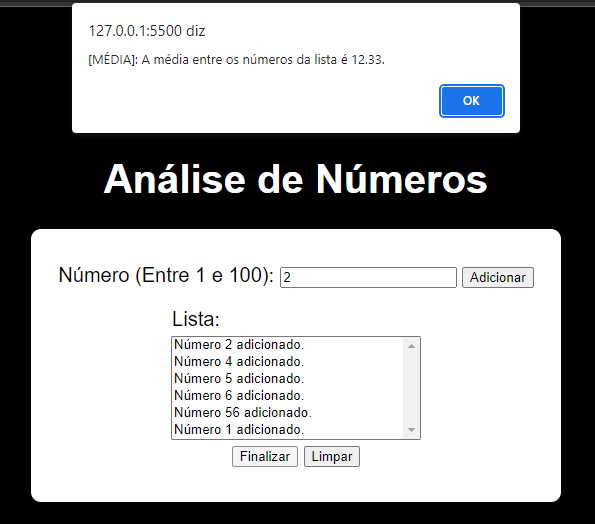 127.0.0.1:5500 diz
[MÉDIA]: A média entre os números da lista é 12.33.
OK
Análise de Números
Número (Entre 1 e 100): 2 Adicionar
Lista:
Número 2 adicionado.
Número 4 adicionado.
Número 5 adicionado.
Número 6 adicionado.
Número 56 adicionado.
Número 1 adicionado.
Finalizar Limpar